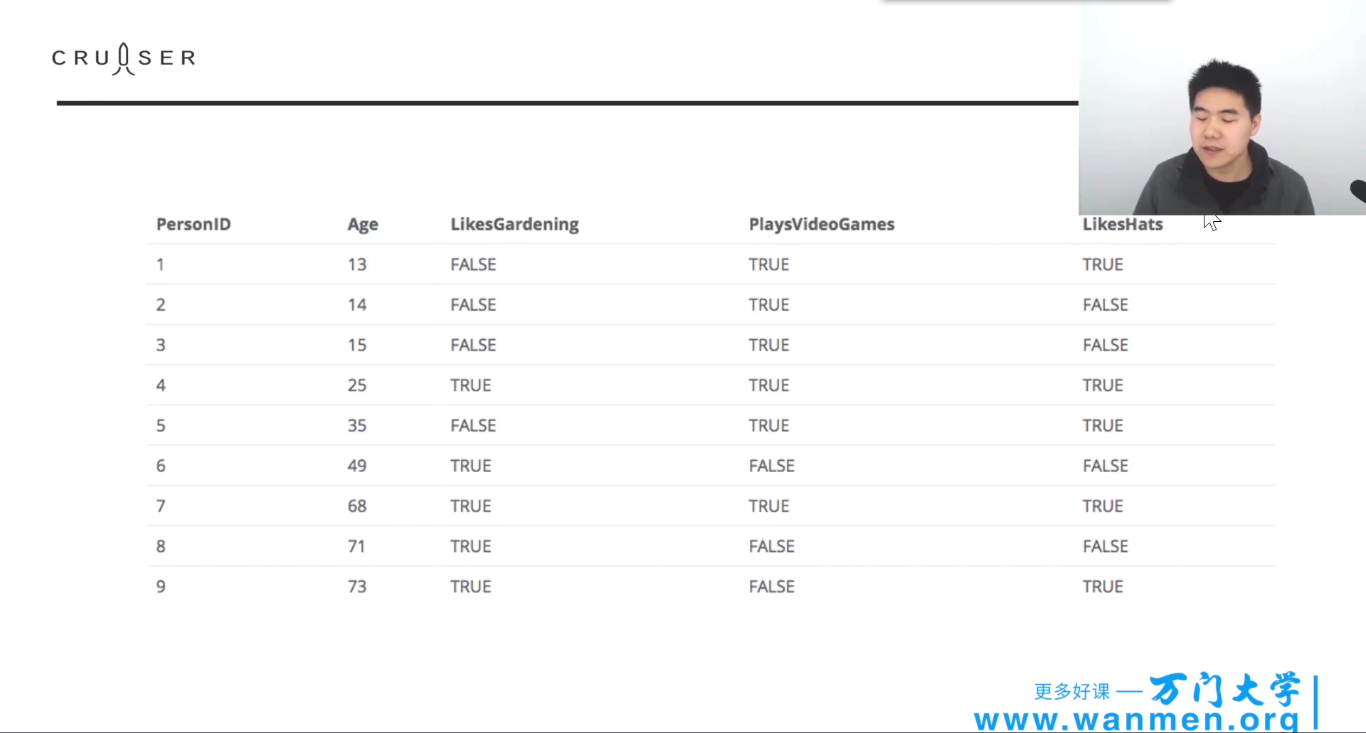 CRUISER
PersonID Age LikesGardening PlaysVideoGames LikesHats
1 13 FALSE TRUE TRUE
2 14 FALSE TRUE FALSE
3 15 FALSE TRUE FALSE
4 25 TRUE TRUE TRUE
5 35 FALSE TRUE TRUE
6 49 TRUE FALSE FALSE
7 68 TRUE TRUE TRUE
8 71 TRUE FALSE FALSE
9 73 TRUE FALSE TRUE
更多好课 — 万门大学
www.wanmen.org